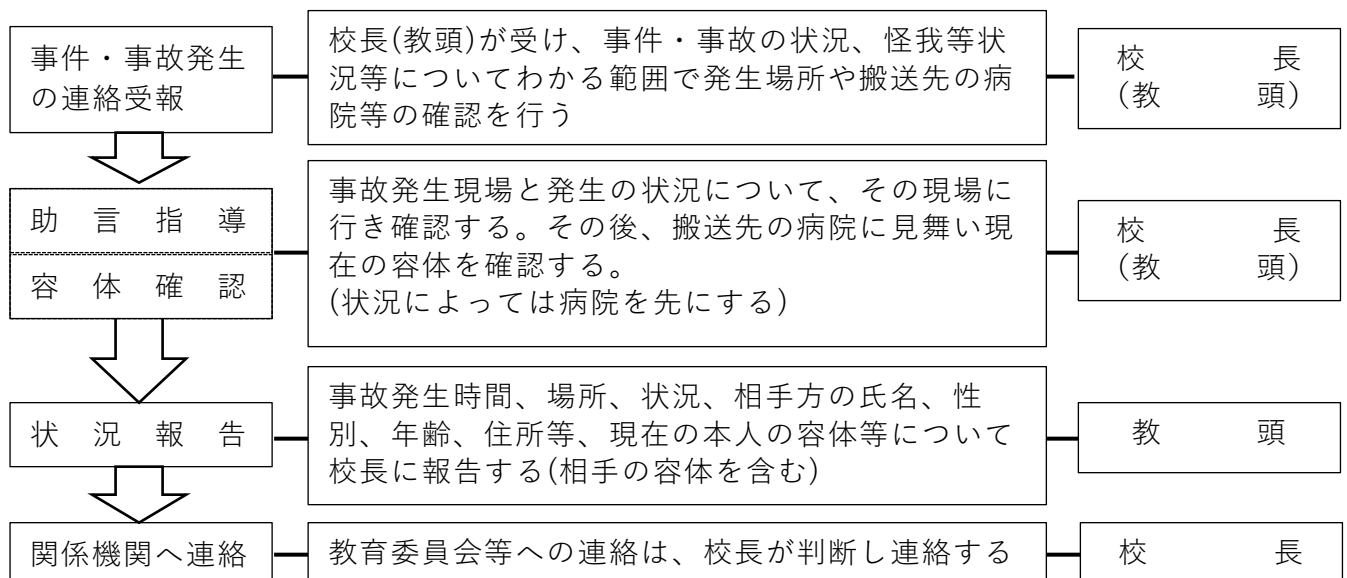 事件・事故発生
の連絡受報
校長(教頭)が受け、事件・事故の状況、怪我等状
況等についてわかる範囲で発生場所や搬送先の病
院等の確認を行う
校　　　　長
(教　　　頭)
助　言　指　導
容　体　確　認
事故発生現場と発生の状況について、その現場に
行き確認する。その後、搬送先の病院に見舞い現
在の容体を確認する。
(状況によっては病院を先にする)
校　　　　長
(教　　　頭)
状　況　報　告
事故発生時間、場所、状況、相手方の氏名、性
別、年齢、住所等、現在の本人の容体等について
校長に報告する(相手の容体を含む)
教　　　頭
関係機関へ連絡
教育委員会等への連絡は、校長が判断し連絡する
校　　　　長